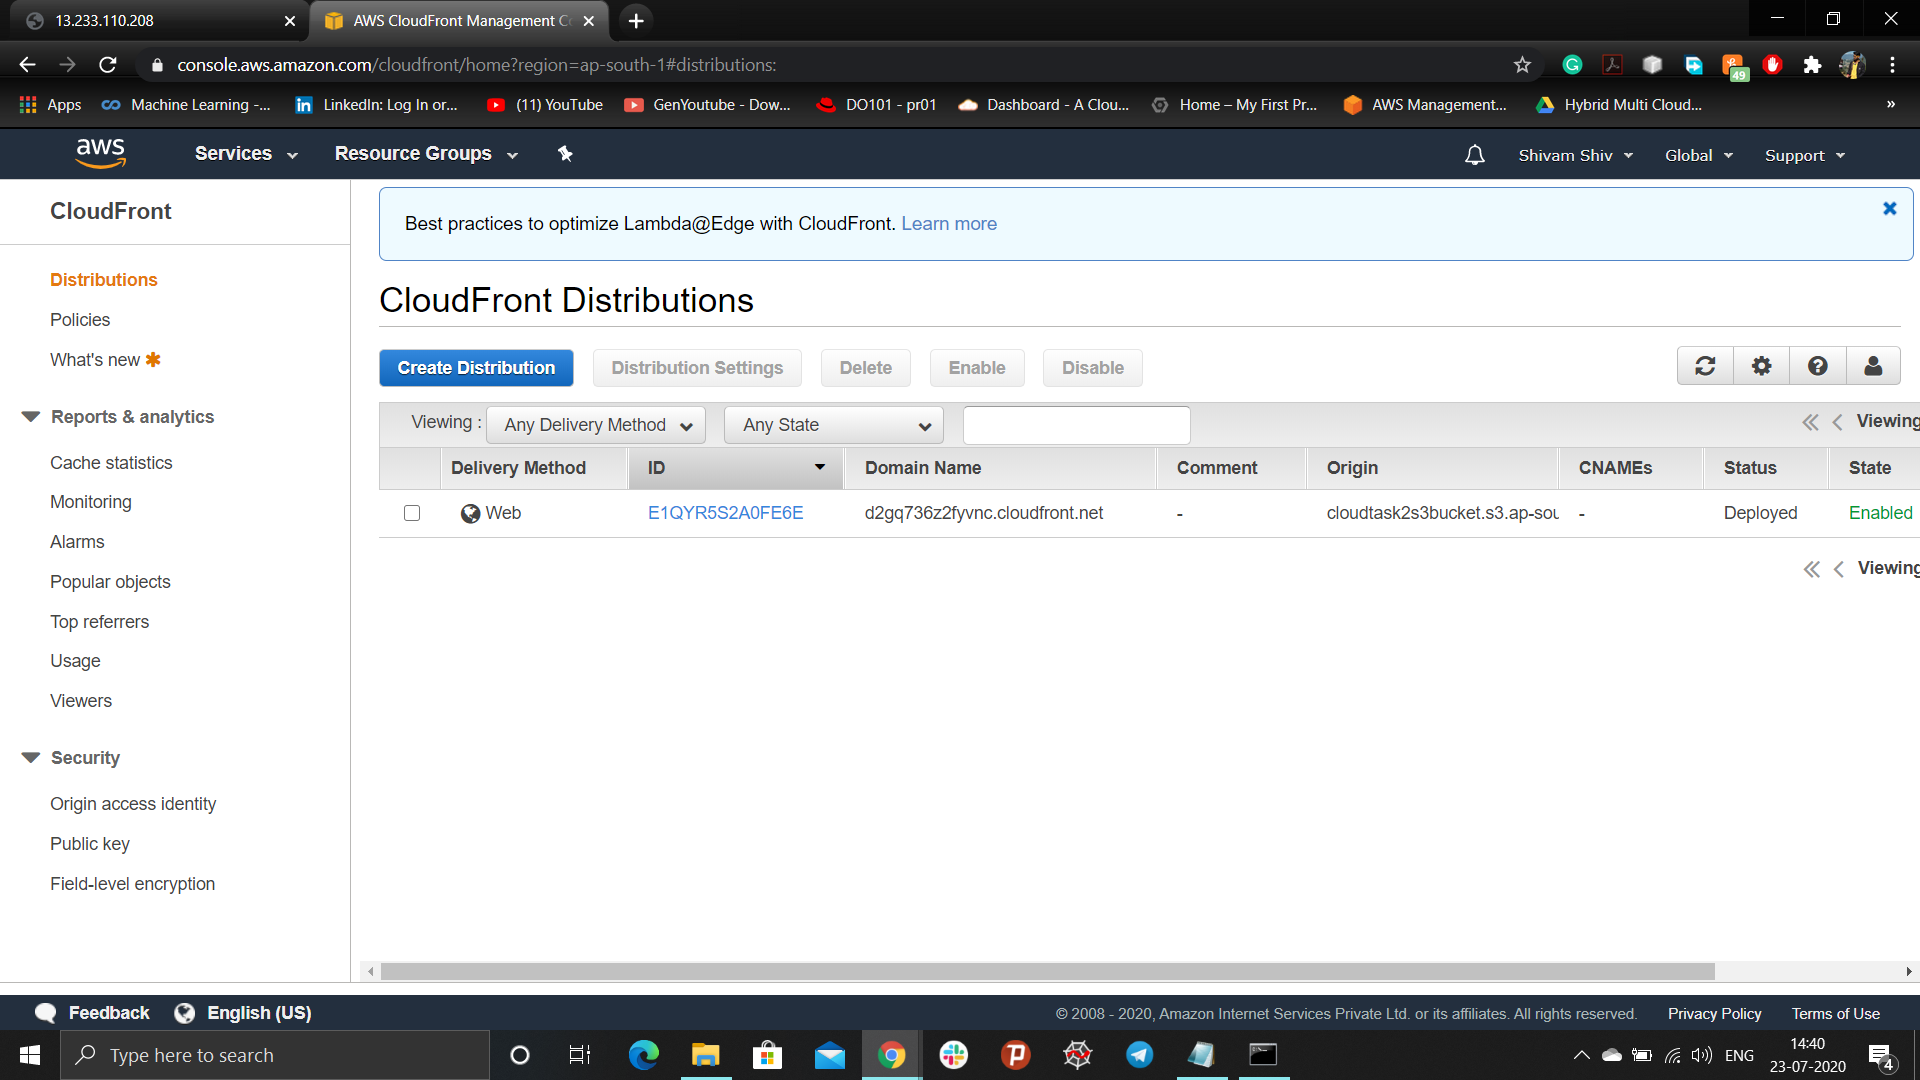 13.233.110.208
AWS CloudFront Management C
console.aws.amazon.com/cloudfront/home?region=ap-south-1#distributions:
49
Apps
Machine Learning -...
LinkedIn: Log In or...
(11) YouTube
GenYoutube - Dow...
DO101 - pr01
Dashboard - A Clou...
Home – My First Pr...
AWS Management...
Hybrid Multi Cloud...
»
aws
Services
Resource Groups
Shivam Shiv
Global
Support
CloudFront
Distributions
Policies
What's new
Reports & analytics
Cache statistics
Monitoring
Alarms
Popular objects
Top referrers
Usage
Viewers
Security
Origin access identity
Public key
Field-level encryption
Best practices to optimize Lambda@Edge with CloudFront. Learn more
CloudFront Distributions
Create Distribution
Distribution Settings
Delete
Enable
Disable
Viewing :
Any Delivery Method
Any State
Viewing
Delivery Method
ID
Domain Name
Comment
Origin
CNAMEs
Status
State
Web
E1QYR5S2A0FE6E
d2gq736z2fyvnc.cloudfront.net
-
cloudtask2s3bucket.s3.ap-sou
-
Deployed
Enabled
Viewing
Feedback
English (US)
© 2008 - 2020, Amazon Internet Services Private Ltd. or its affiliates. All rights reserved.
Privacy Policy
Terms of Use
Type here to search
ENG
14:40
23-07-2020
4